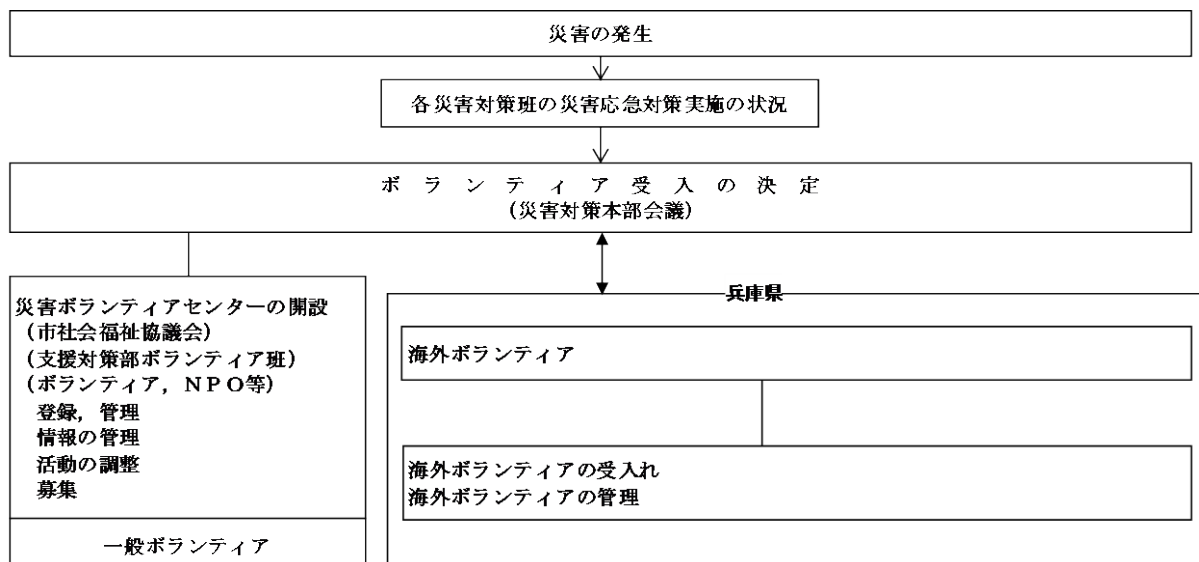 災害の発生
各災害対策班の災害応急対策実施の状況
ボランティア受入の決定
(災害対策本部会議)
災害ボランティアセンターの開設
(市社会福祉協議会)
(支援対策部ボランティア班)
(ボランティア，ＮＰＯ等)
登録，管理
情報の管理
活動の調整
募集
一般ボランティア
兵庫県
海外ボランティア
海外ボランティアの受入れ
海外ボランティアの管理